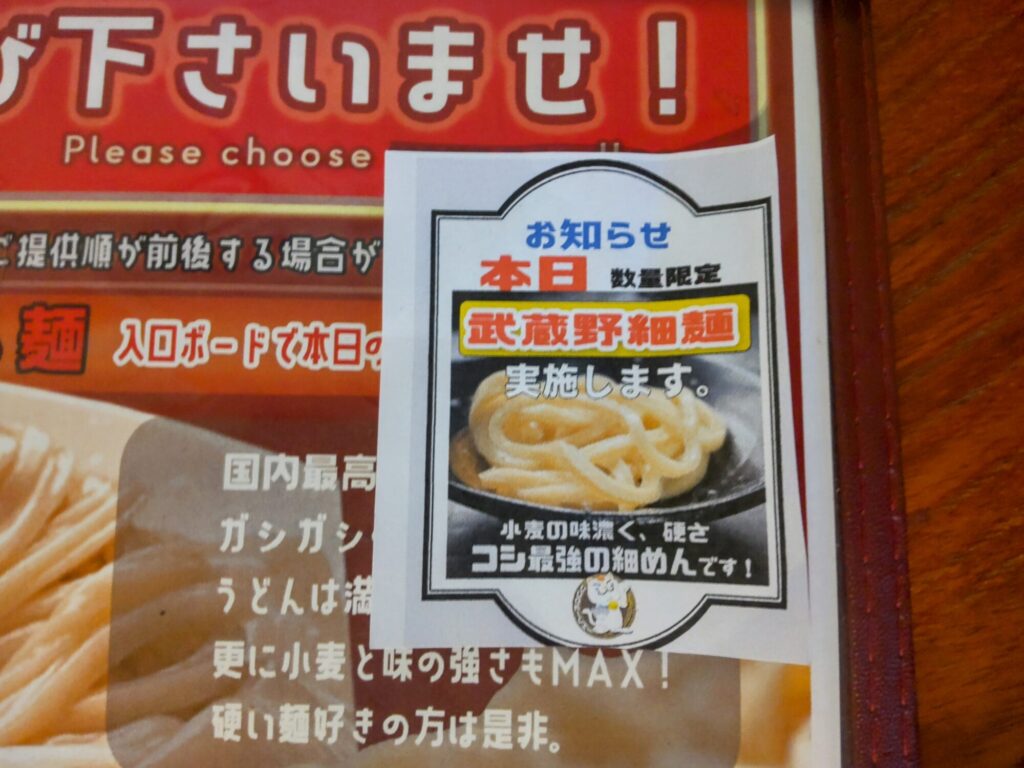 び下さいませ！
Please choose
ご提供順が前後する場合が
麺 入口ボードで本日の
国内最高
ガシガシ
うどんは満
更に小麦と味の強さもMAX！
硬い麺好きの方は是非。
お知らせ
本日 数量限定
武蔵野細麺
実施します。
小麦の味濃く、硬さ
コシ最強の細めんです！